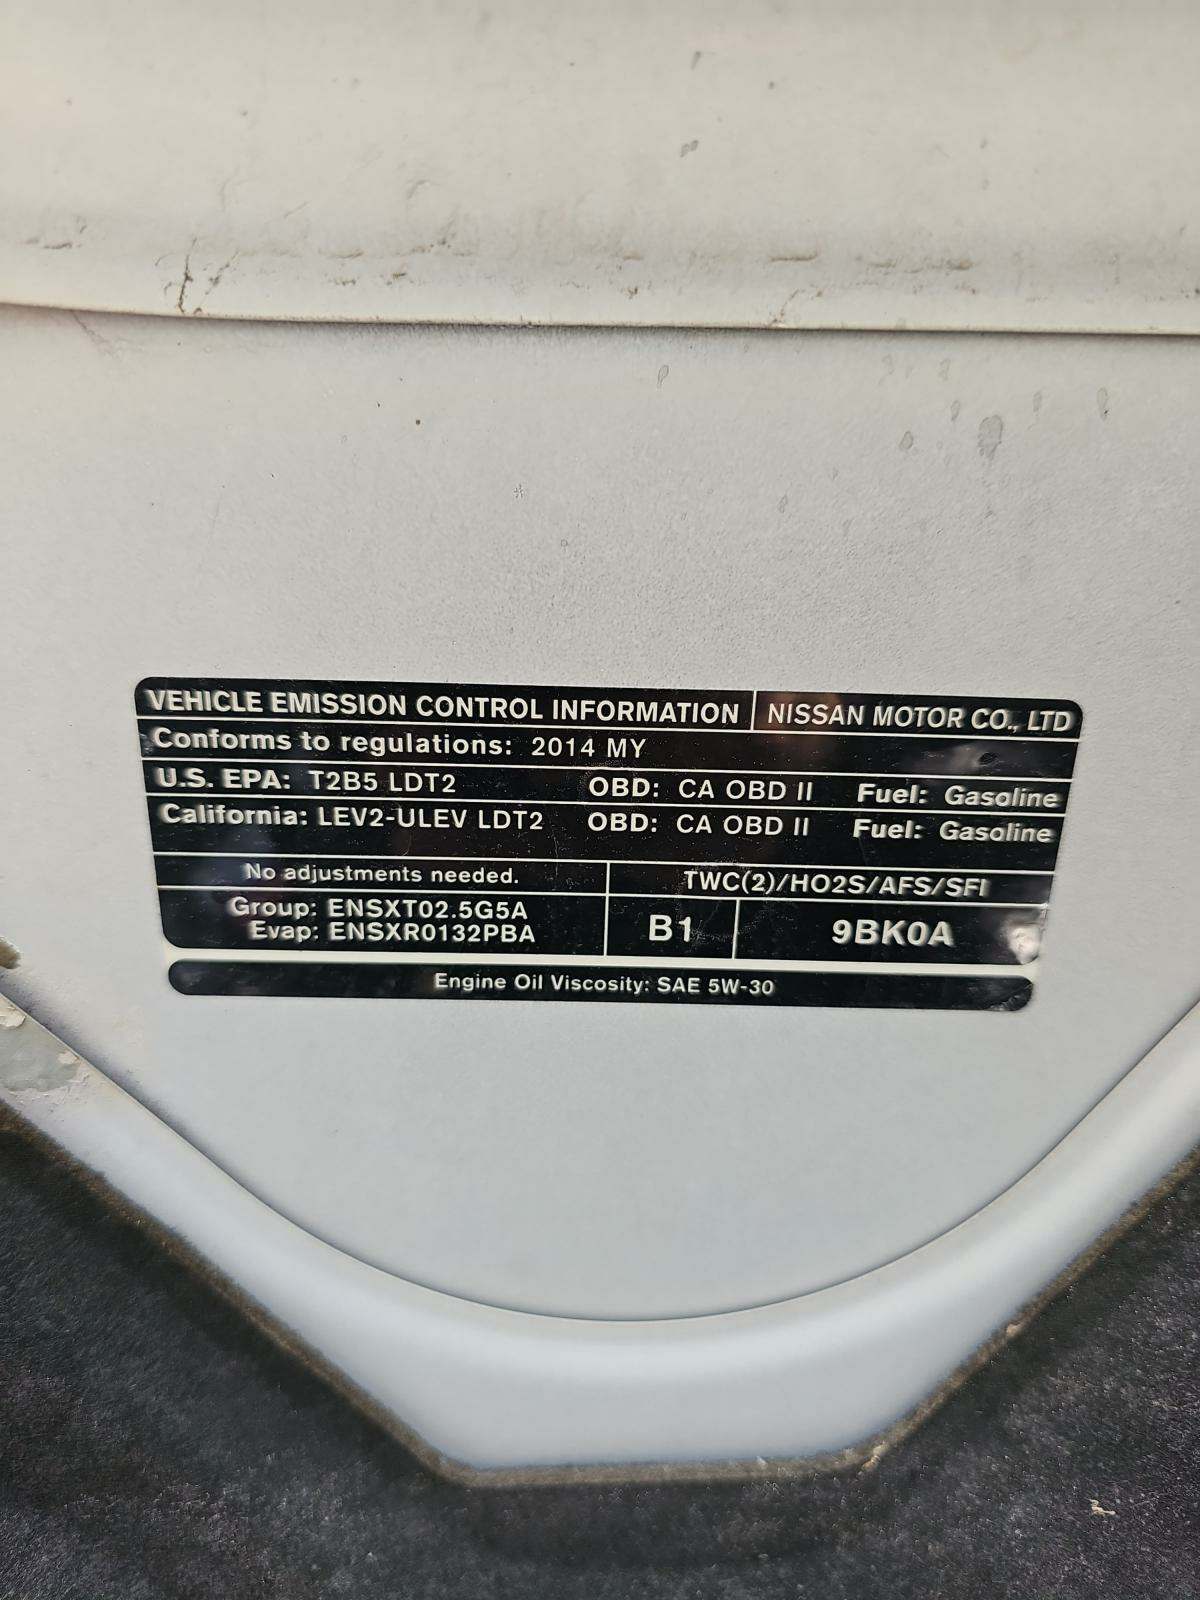 VEHICLE EMISSION CONTROL INFORMATION NISSAN MOTOR CO., LTD
Conforms to regulations: 2014 MY
U.S. EPA: T2B5 LDT2 OBD: CA OBD II Fuel: Gasoline
California: LEV2-ULEV LDT2 OBD: CA OBD II Fuel: Gasoline
No adjustments needed. TWC(2)/HO2S/AFS/SFI
Group: ENSXT02.5G5A
Evap: ENSXR0132PBA
B1 9BK0A
Engine Oil Viscosity: SAE 5W-30